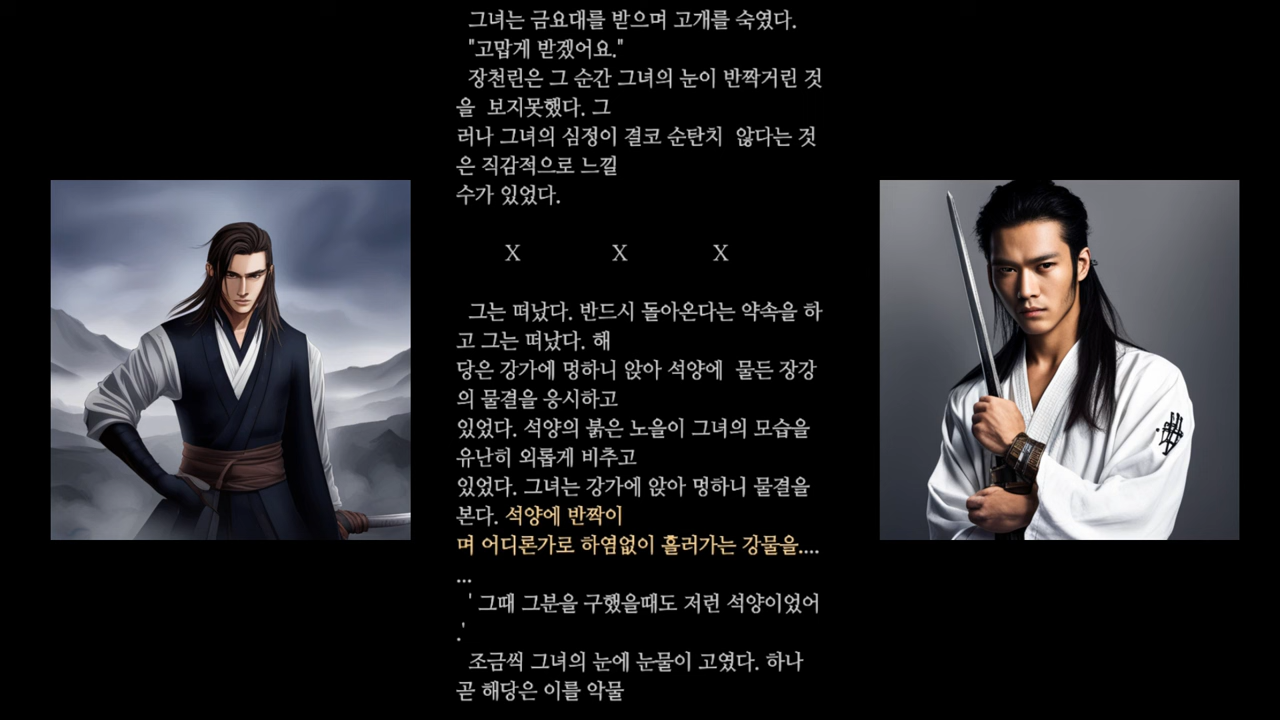 그녀는 금요대를 받으며 고개를 숙였다.
"고맙게 받겠어요."
장천린은 그 순간 그녀의 눈이 반짝거린 것
을 보지못했다. 그
러나 그녀의 심정이 결코 순탄치 않다는 것
은 직감적으로 느낄
수가 있었다.
X X X
그는 떠났다. 반드시 돌아온다는 약속을 하
고 그는 떠났다. 해
당은 강가에 멍하니 앉아 석양에 물든 장강
의 물결을 응시하고
있었다. 석양의 붉은 노을이 그녀의 모습을
유난히 외롭게 비추고
있었다. 그녀는 강가에 앉아 멍하니 물결을
본다. 석양에 반짝이
며 어디론가로 하염없이 흘러가는 강물을....
...
' 그때 그분을 구했을때도 저런 석양이었어
.'
조금씩 그녀의 눈에 눈물이 고였다. 하나
곧 해당은 이를 악물